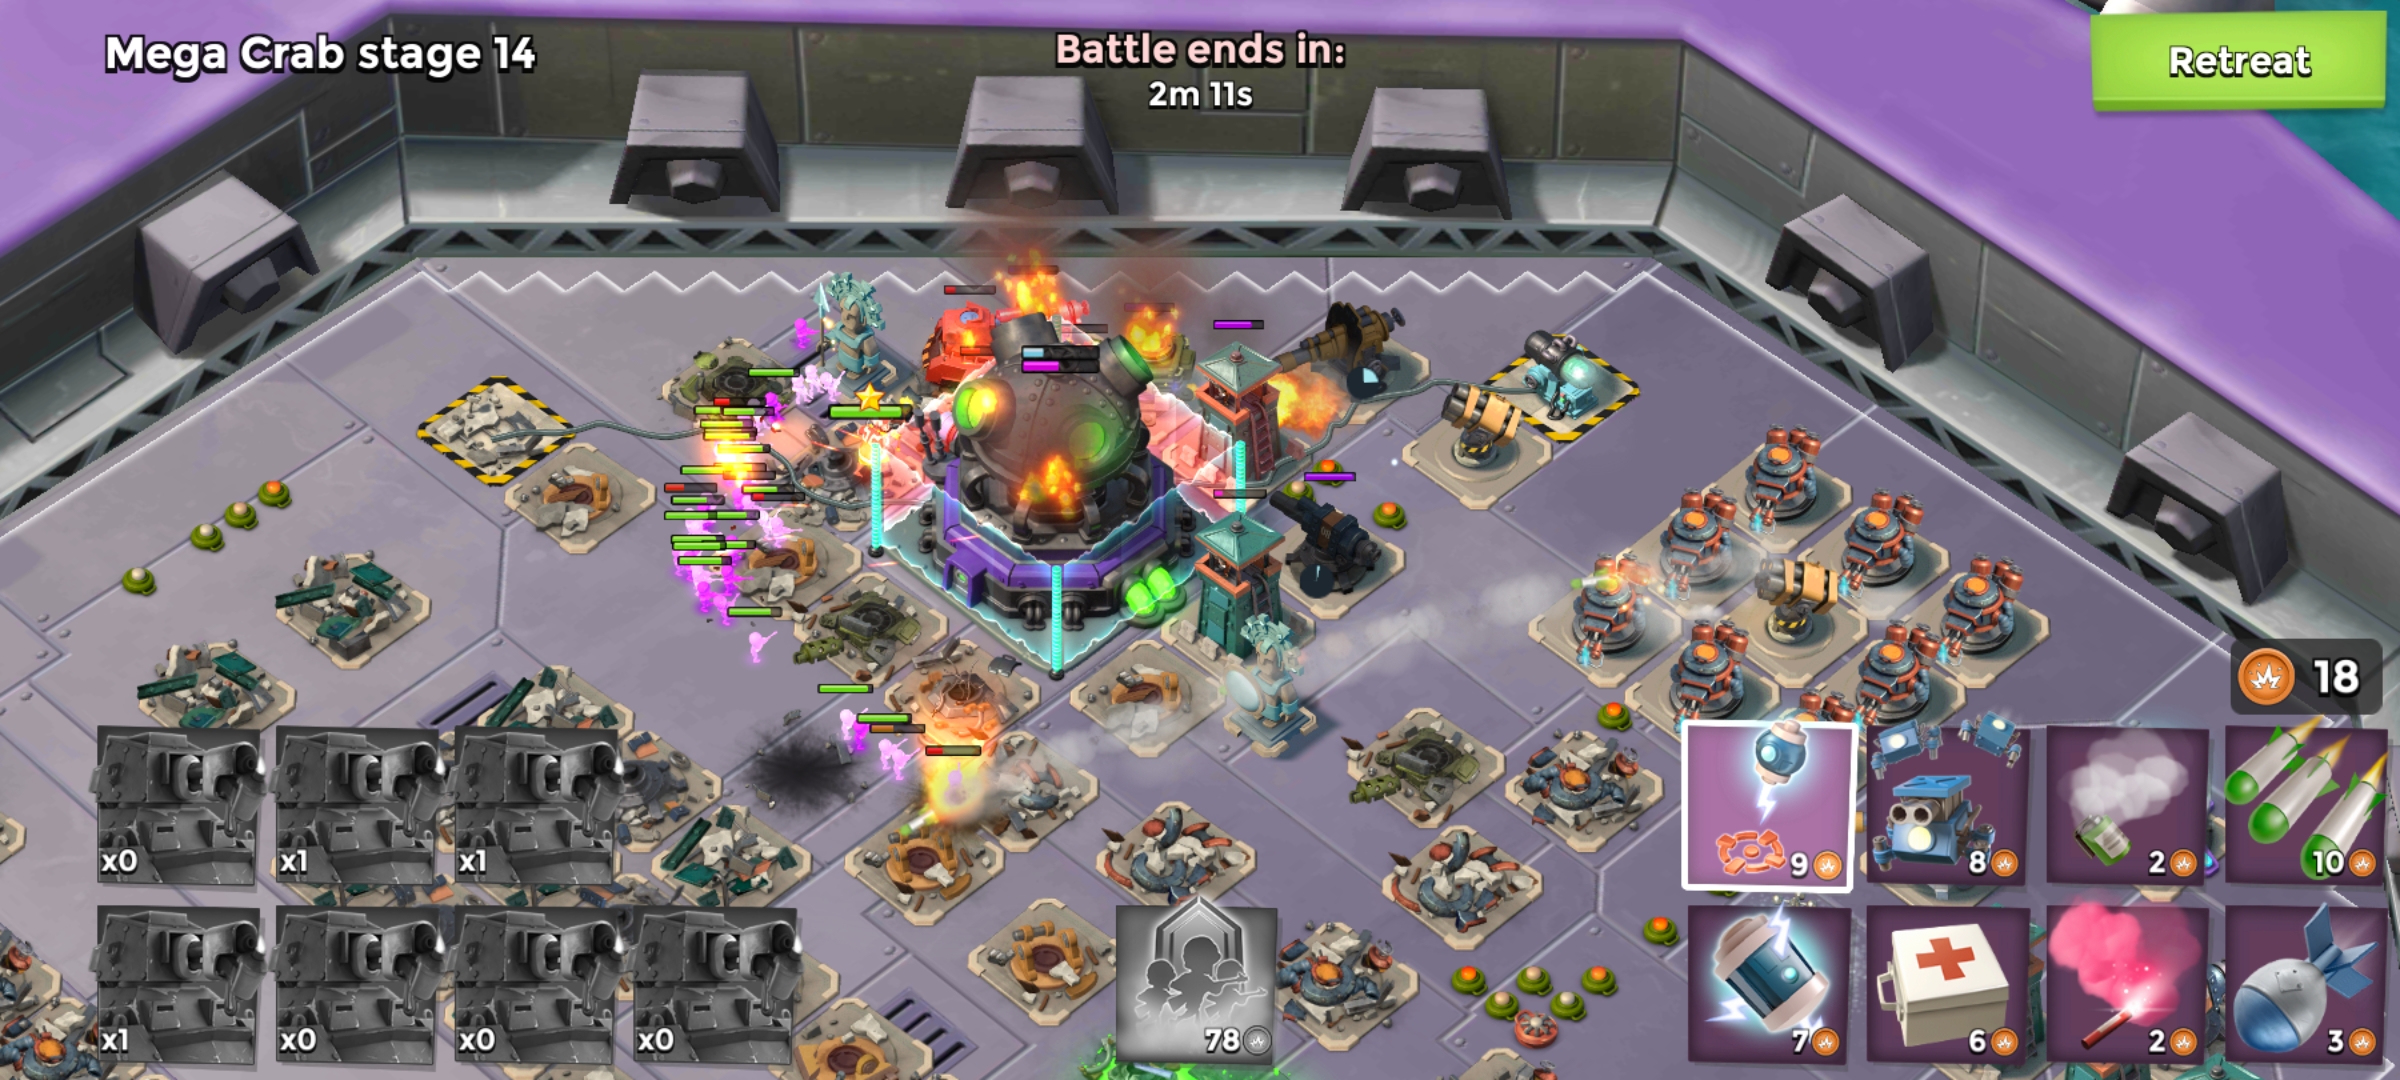 Mega Crab stage 14
Battle ends in:
2m 11s
Retreat
18
x0
x1
x1
9
8
2
10
x1
x0
x0
x0
78
7
6
2
3